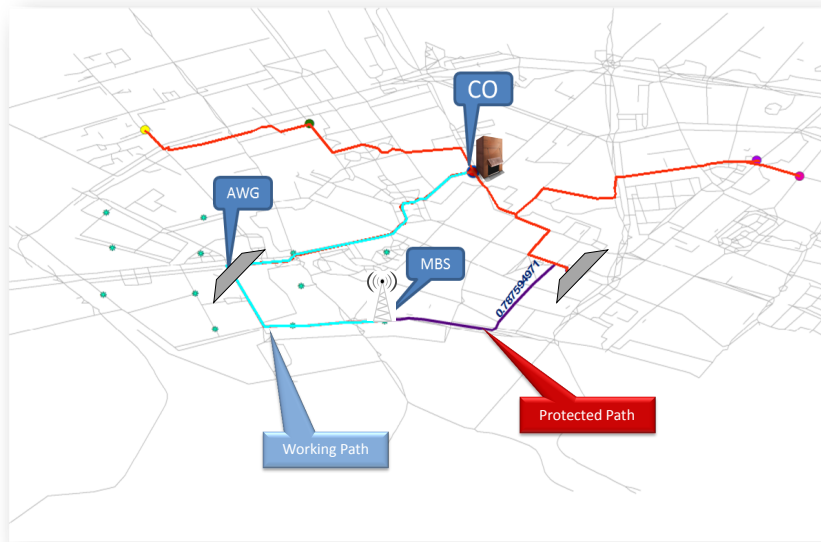 CO
AWG
MBS
0.787594971
Protected Path
Working Path